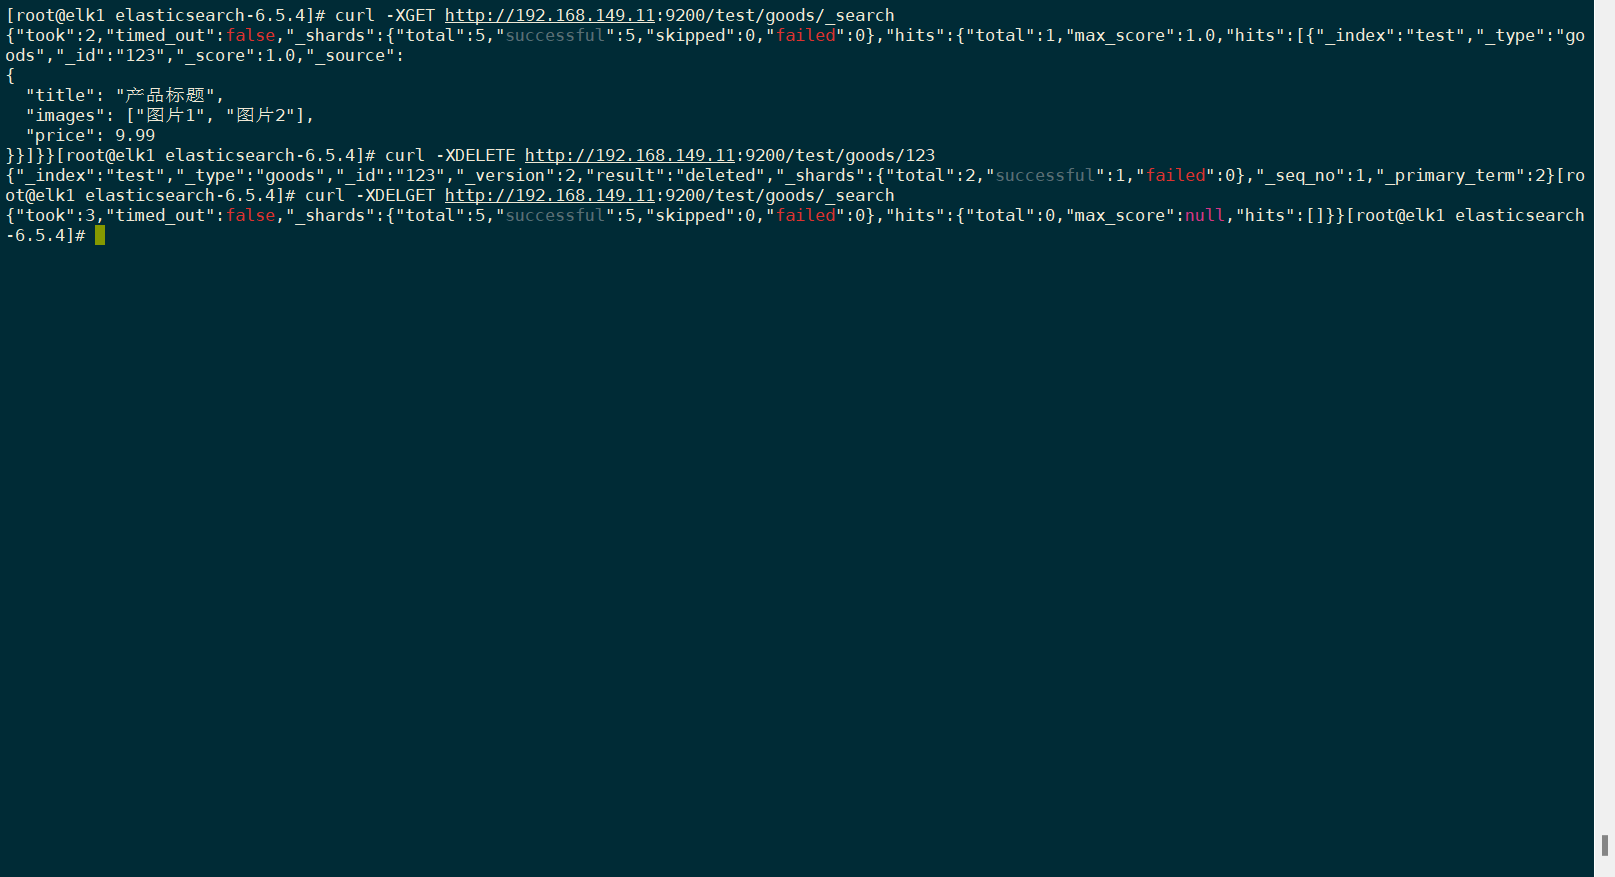 [root@elk1 elasticsearch-6.5.4]# curl -XGET http://192.168.149.11:9200/test/goods/_search
{"took":2,"timed_out":false,"_shards":{"total":5,"successful":5,"skipped":0,"failed":0},"hits":{"total":1,"max_score":1.0,"hits":[{"_index":"test","_type":"go
ods","_id":"123","_score":1.0,"_source":
{
  "title": "产品标题",
  "images": ["图片1", "图片2"],
  "price": 9.99
}}]}}[root@elk1 elasticsearch-6.5.4]# curl -XDELETE http://192.168.149.11:9200/test/goods/123
{"_index":"test","_type":"goods","_id":"123","_version":2,"result":"deleted","_shards":{"total":2,"successful":1,"failed":0},"_seq_no":1,"_primary_term":2}[ro
ot@elk1 elasticsearch-6.5.4]# curl -XDELGET http://192.168.149.11:9200/test/goods/_search
{"took":3,"timed_out":false,"_shards":{"total":5,"successful":5,"skipped":0,"failed":0},"hits":{"total":0,"max_score":null,"hits":[]}}[root@elk1 elasticsearch
-6.5.4]#